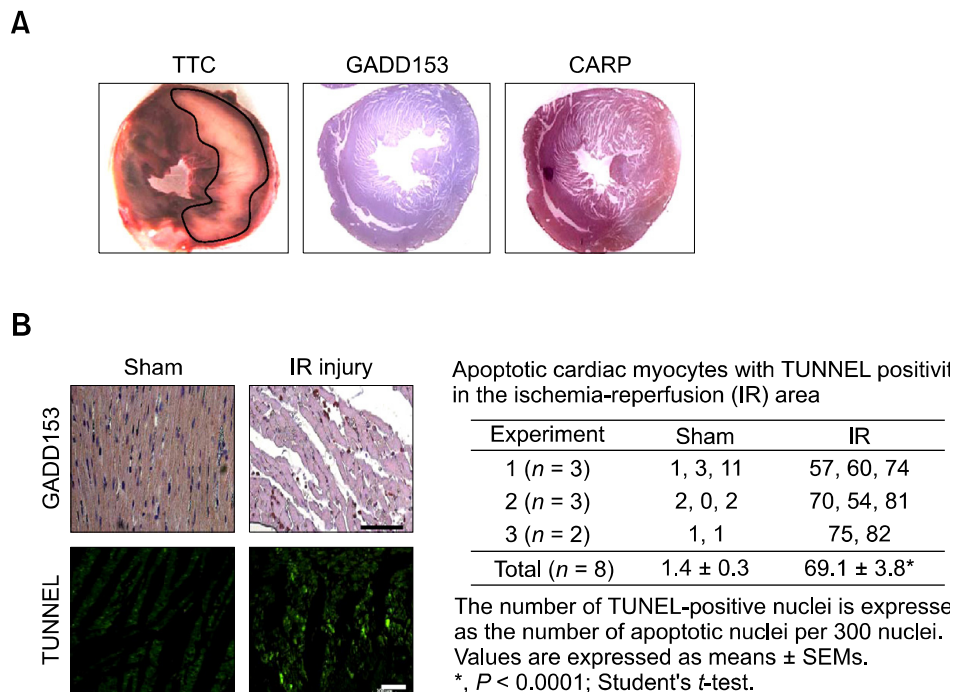 A
TTC
GADD153
CARP
B
Sham
IR injury
GADD153
TUNNEL
Apoptotic cardiac myocytes with TUNNEL positivit
in the ischemia-reperfusion (IR) area
Experiment Sham IR
1 (n = 3) 1, 3, 11 57, 60, 74
2 (n = 3) 2, 0, 2 70, 54, 81
3 (n = 2) 1, 1 75, 82
Total (n = 8) 1.4 ± 0.3 69.1 ± 3.8*
The number of TUNEL-positive nuclei is expresse
as the number of apoptotic nuclei per 300 nuclei.
Values are expressed as means ± SEMs.
*, P < 0.0001; Student's t-test.